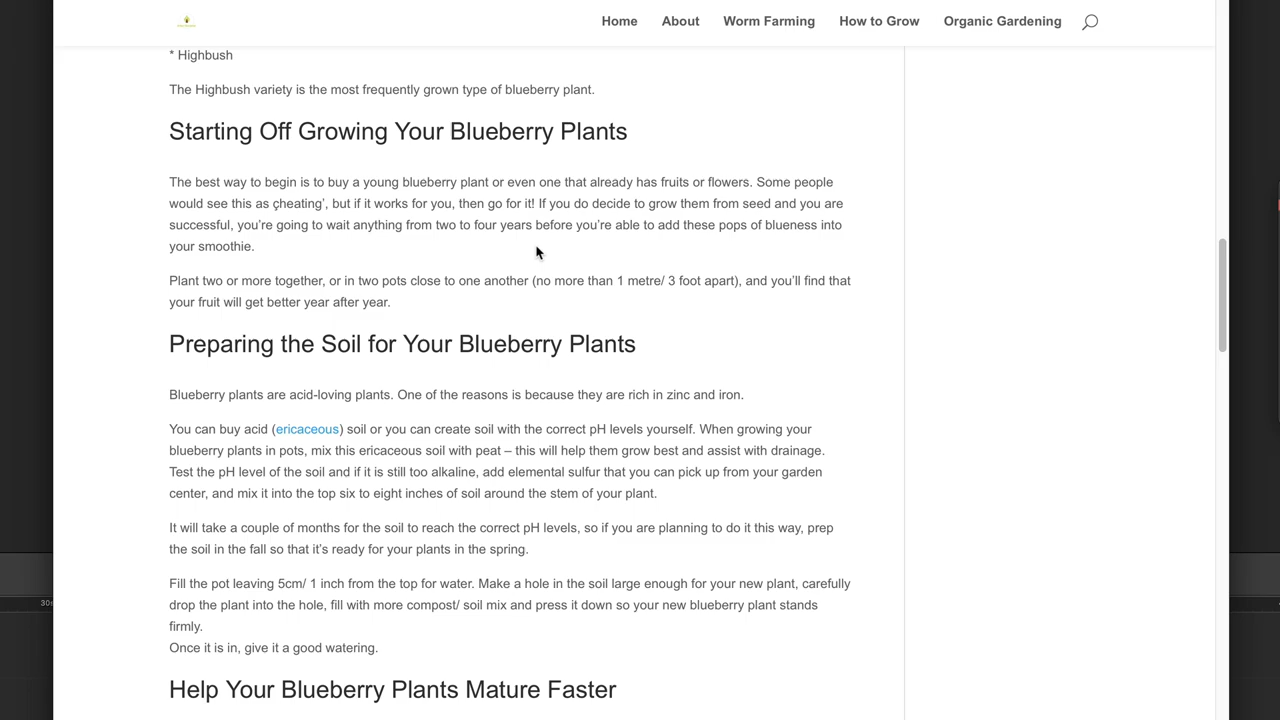 Home About Worm Farming How to Grow Organic Gardening
* Highbush
The Highbush variety is the most frequently grown type of blueberry plant.
Starting Off Growing Your Blueberry Plants
The best way to begin is to buy a young blueberry plant or even one that already has fruits or flowers. Some people
would see this as çheating’, but if it works for you, then go for it! If you do decide to grow them from seed and you are
successful, you’re going to wait anything from two to four years before you’re able to add these pops of blueness into
your smoothie.
Plant two or more together, or in two pots close to one another (no more than 1 metre/ 3 foot apart), and you’ll find that
your fruit will get better year after year.
Preparing the Soil for Your Blueberry Plants
Blueberry plants are acid-loving plants. One of the reasons is because they are rich in zinc and iron.
You can buy acid (ericaceous) soil or you can create soil with the correct pH levels yourself. When growing your
blueberry plants in pots, mix this ericaceous soil with peat – this will help them grow best and assist with drainage.
Test the pH level of the soil and if it is still too alkaline, add elemental sulfur that you can pick up from your garden
center, and mix it into the top six to eight inches of soil around the stem of your plant.
It will take a couple of months for the soil to reach the correct pH levels, so if you are planning to do it this way, prep
the soil in the fall so that it’s ready for your plants in the spring.
Fill the pot leaving 5cm/ 1 inch from the top for water. Make a hole in the soil large enough for your new plant, carefully
drop the plant into the hole, fill with more compost/ soil mix and press it down so your new blueberry plant stands
firmly.
Once it is in, give it a good watering.
Help Your Blueberry Plants Mature Faster